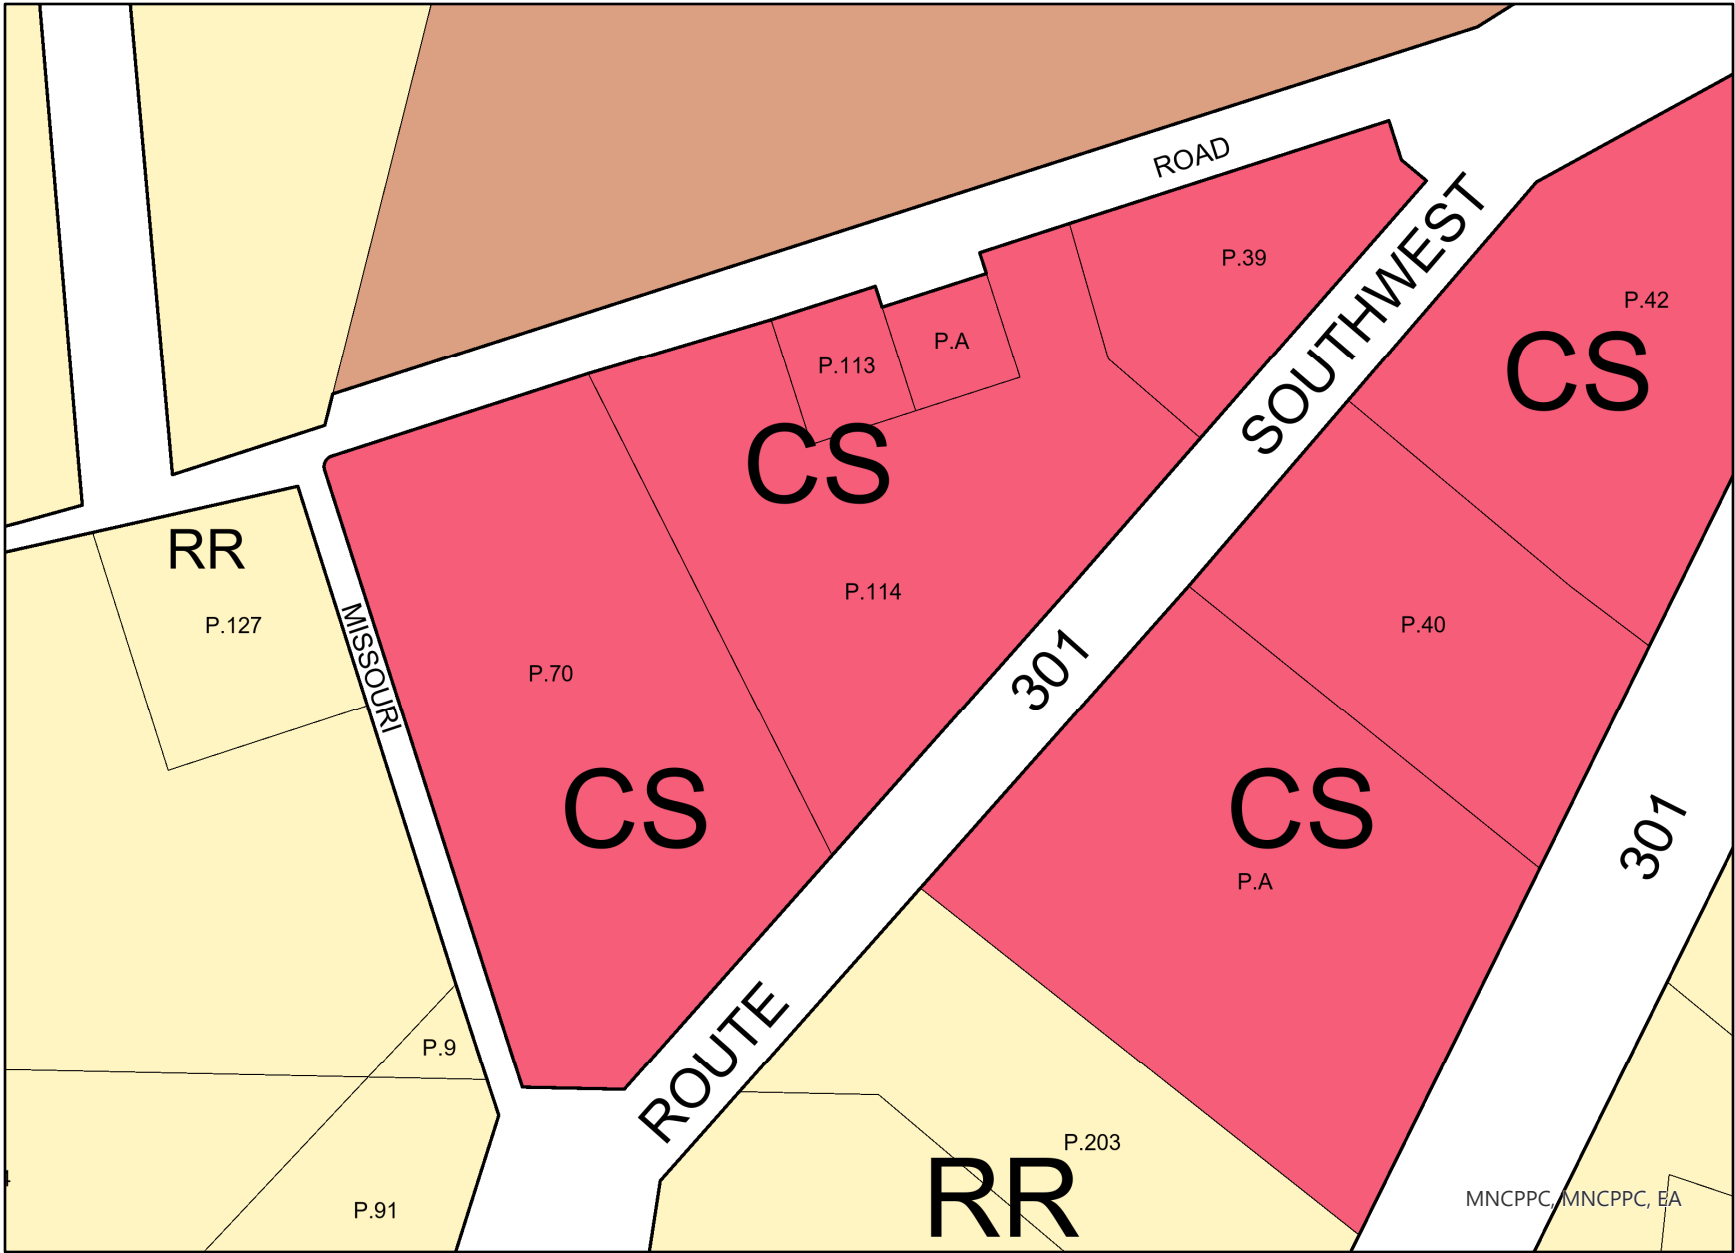 ROAD
SOUTHWEST
P.39
P.42
CS
P.A
P.113
CS
RR
P.127
MISSOURI
P.114
P.40
301
P.70
CS
CS
301
P.A
ROUTE
P.9
P.203
RR
P.91
MNCPPC, MNCPPC, EA